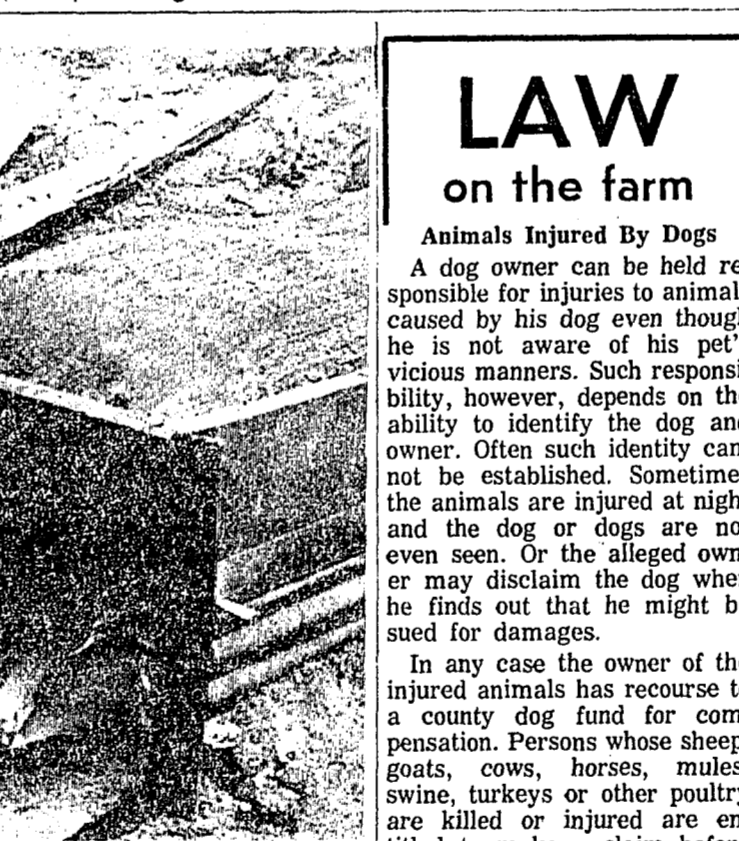 LAW
on the farm
Animals Injured By Dogs
A dog owner can be held re
sponsible for injuries to animal
caused by his dog even though
he is not aware of his pet'
vicious manners. Such responsi
bility, however, depends on th
ability to identify the dog and
owner. Often such identity can
not be established. Sometime
the animals are injured at nigh
and the dog or dogs are no
even seen. Or the alleged own
er may disclaim the dog whe
he finds out that he might b
sued for damages.
In any case the owner of th
injured animals has recourse t
a county dog fund for com
pensation. Persons whose sheep
goats, cows, horses, mules
swine, turkeys or other poultry
are killed or injured are en